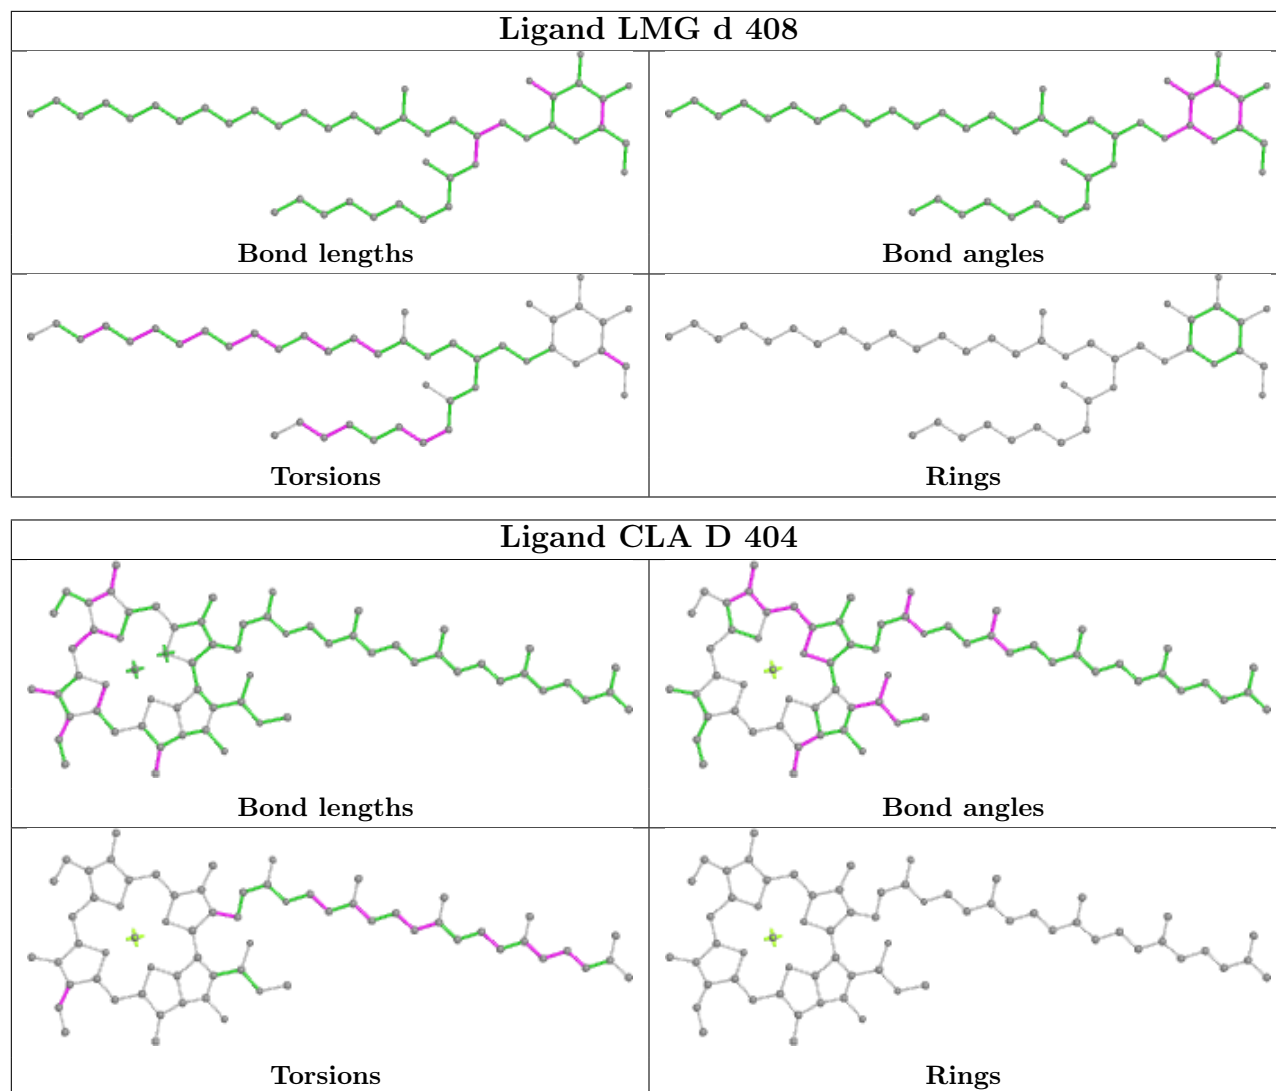 Ligand LMG d 408
Bond lengths
Bond angles
Torsions
Rings
Ligand CLA D 404
Bond lengths
Bond angles
Torsions
Rings